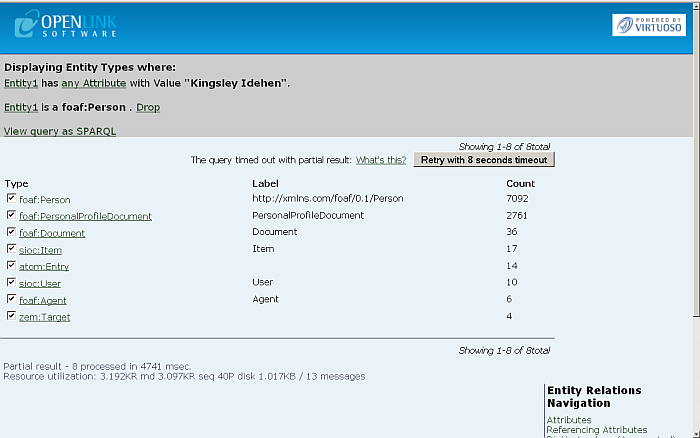 OPENLINK
SOFTWARE
POWERED BY
VIRTUOSO
Displaying Entity Types where:
Entity1 has any Attribute with Value "Kingsley Idehen".
Entity1 is a foaf:Person . Drop
View query as SPARQL
Showing 1-8 of 8total
The query timed out with partial result: What's this? Retry with 8 seconds timeout
Type Label Count
foaf:Person http://xmlns.com/foaf/0.1/Person 7092
foaf:PersonalProfileDocument PersonalProfileDocument 2761
foaf:Document Document 36
sioc:Item Item 17
atom:Entry 14
sioc:User User 10
foaf:Agent Agent 6
zem:Target 4
Showing 1-8 of 8total
Partial result - 8 processed in 4741 msec.
Resource utilization: 3.192KR rnd 3.097KR seq 40P disk 1.017KB / 13 messages
Entity Relations
Navigation
Attributes
Referencing Attributes